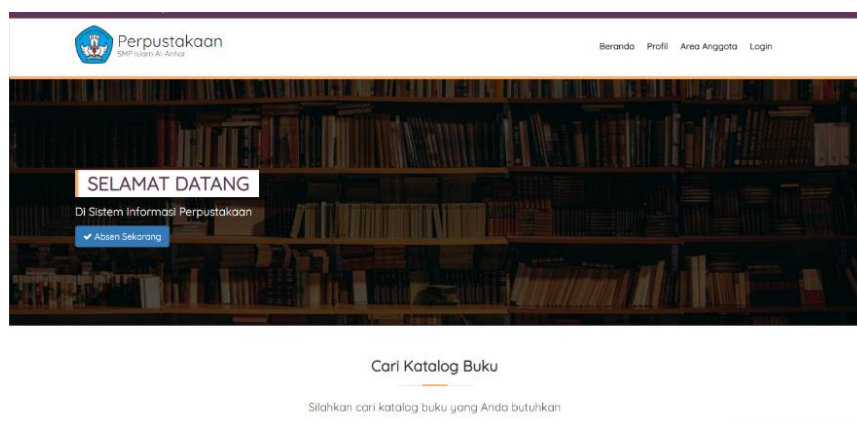 Perpustakaan
SMP Islam Al-Anhar
Beranda Profil Area Anggota Login
SELAMAT DATANG
Di Sistem Informasi Perpustakaan
Absen Sekarang
Cari Katalog Buku
Silahkan cari katalog buku yang Anda butuhkan